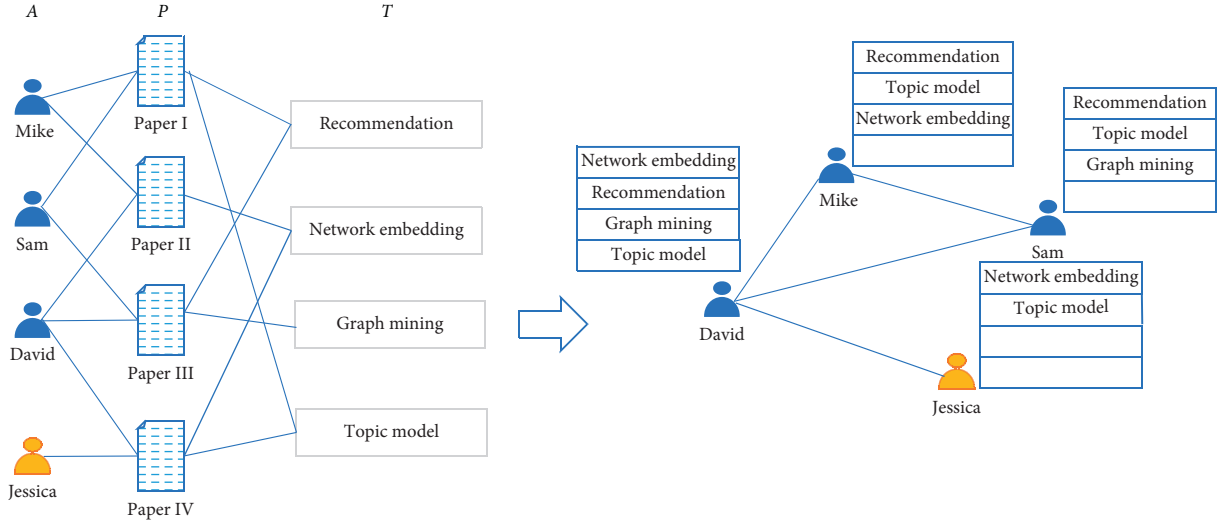 A
P
T
Mike
Sam
David
Jessica
Paper I
Paper II
Paper III
Paper IV
Recommendation
Network embedding
Graph mining
Topic model
Network embedding
Recommendation
Graph mining
Topic model
David
Recommendation
Topic model
Network embedding
Mike
Recommendation
Topic model
Graph mining
Sam
Network embedding
Topic model
Jessica